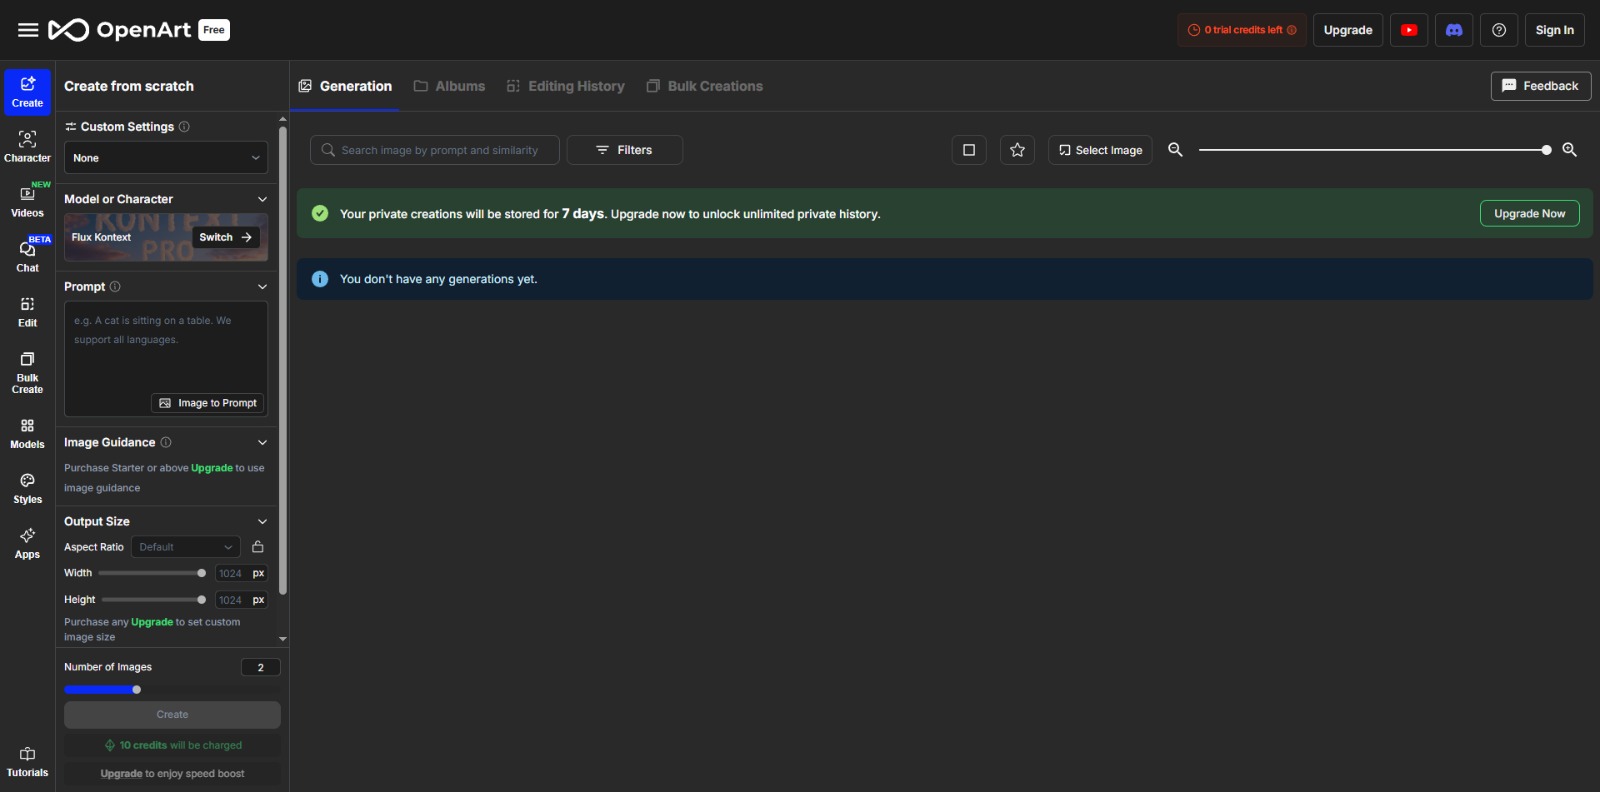 OpenArt Free
0 trial credits left
Upgrade
Sign In
Create
Character
NEW
Videos
BETA
Chat
Edit
Bulk
Create
Models
Styles
Apps
Tutorials
Create from scratch
Custom Settings
None
Model or Character
KONTEXT
PRO
Flux Kontext
Switch
Prompt
e.g. A cat is sitting on a table. We
support all languages.
Image to Prompt
Image Guidance
Purchase Starter or above Upgrade to use
image guidance
Output Size
Aspect Ratio Default
Width 1024 px
Height 1024 px
Purchase any Upgrade to set custom
image size
Number of Images 2
Create
10 credits will be charged
Upgrade to enjoy speed boost
Generation Albums Editing History Bulk Creations
Feedback
Search image by prompt and similarity
Filters
Select Image
Your private creations will be stored for 7 days. Upgrade now to unlock unlimited private history.
Upgrade Now
You don't have any generations yet.